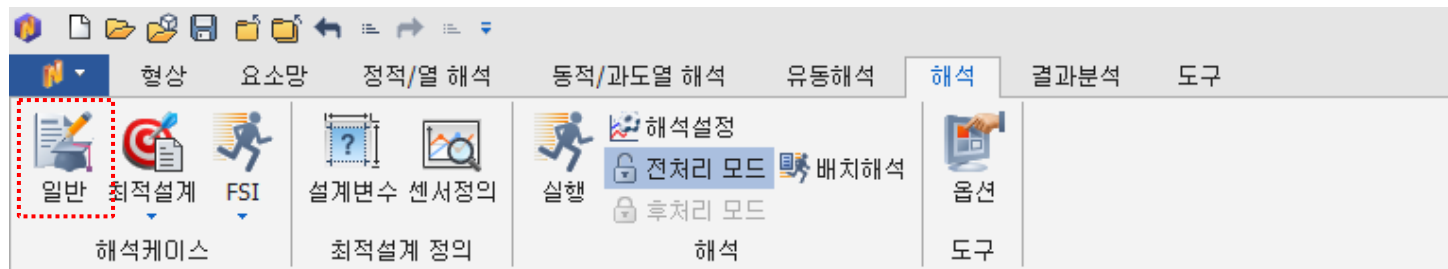 형상 요소망 정적/열 해석 동적/과도열 해석 유동해석 해석 결과분석 도구
일반 최적설계 FSI 설계변수 센서정의 실행 해석설정 전처리 모드 후처리 모드 배치해석 옵션
해석케이스 최적설계 정의 해석 도구